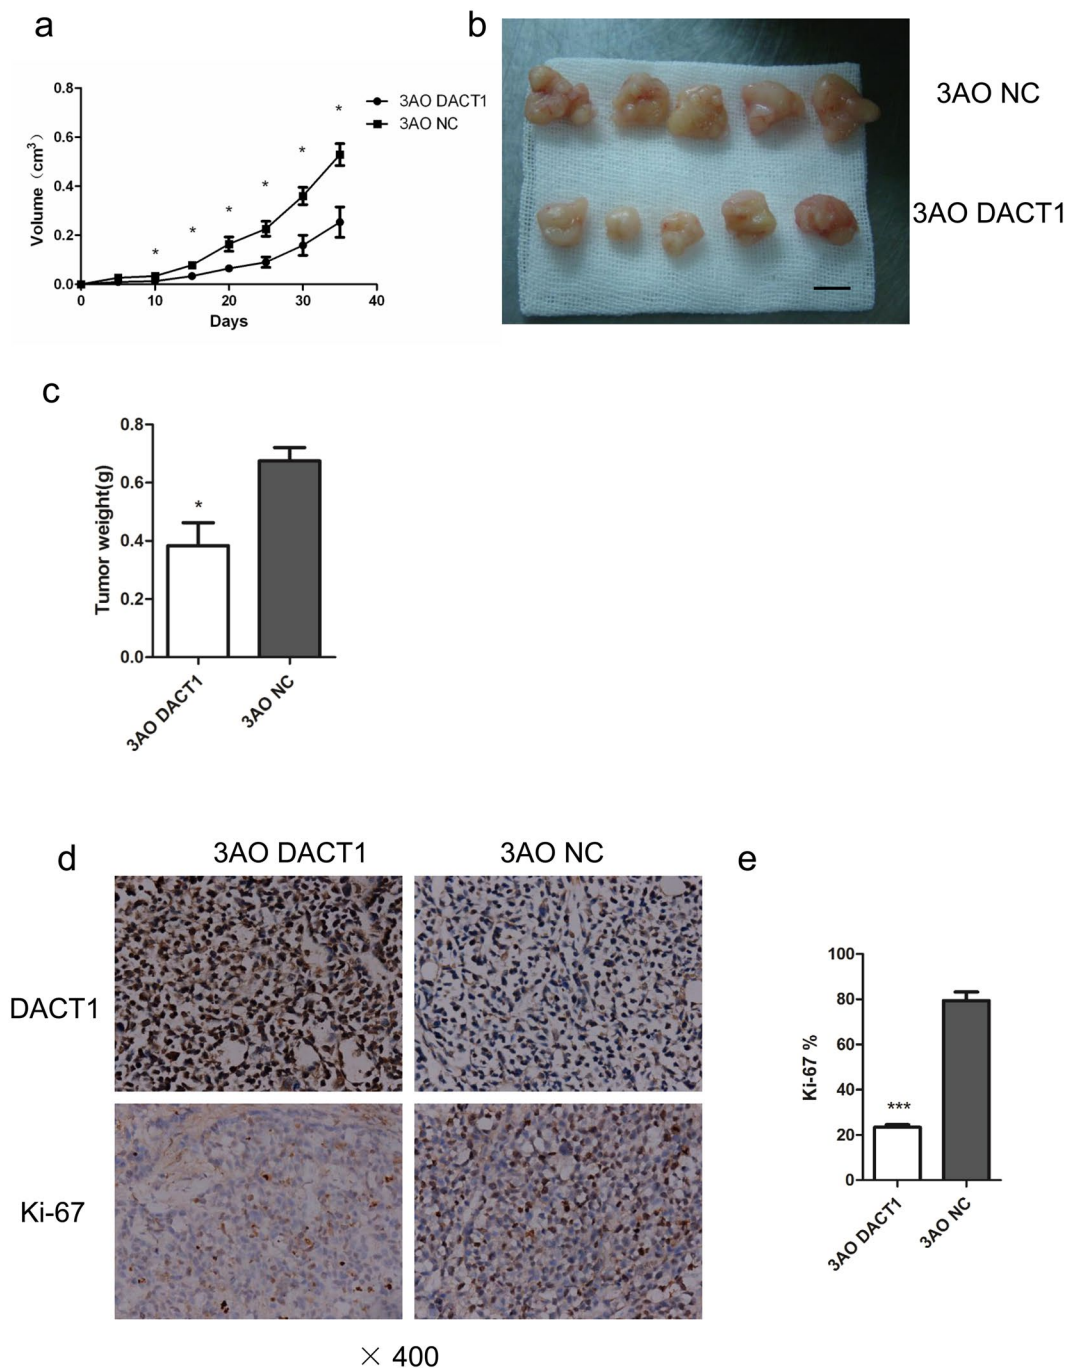 a
0.8
0.6
0.4
0.2
0.0
Volume（cm3）
0
10
20
30
40
Days
* * * * * *
3AO DACT1
3AO NC
b
3AO NC
3AO DACT1
c
0.8
0.6
0.4
0.2
0.0
Tumor weight(g)
*
3AO DACT1
3AO NC
d
3AO DACT1
3AO NC
DACT1
Ki-67
× 400
e
100
80
60
40
20
0
Ki-67 %
***
3AO DACT1
3AO NC